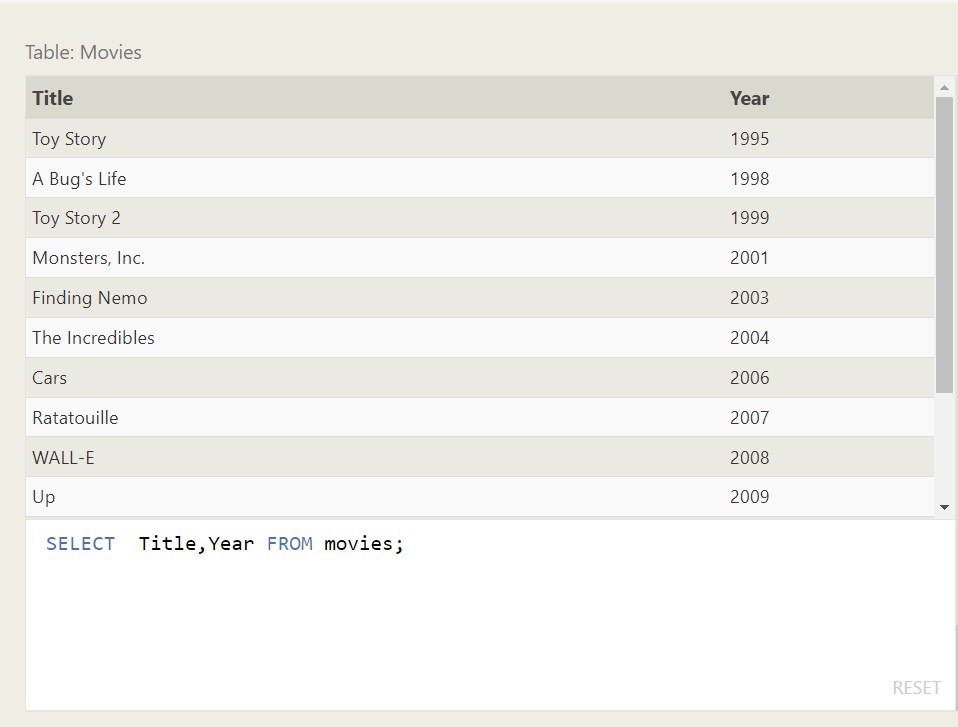 Table: Movies
Title Year
Toy Story 1995
A Bug's Life 1998
Toy Story 2 1999
Monsters, Inc. 2001
Finding Nemo 2003
The Incredibles 2004
Cars 2006
Ratatouille 2007
WALL-E 2008
Up 2009
SELECT  Title,Year FROM movies;
RESET